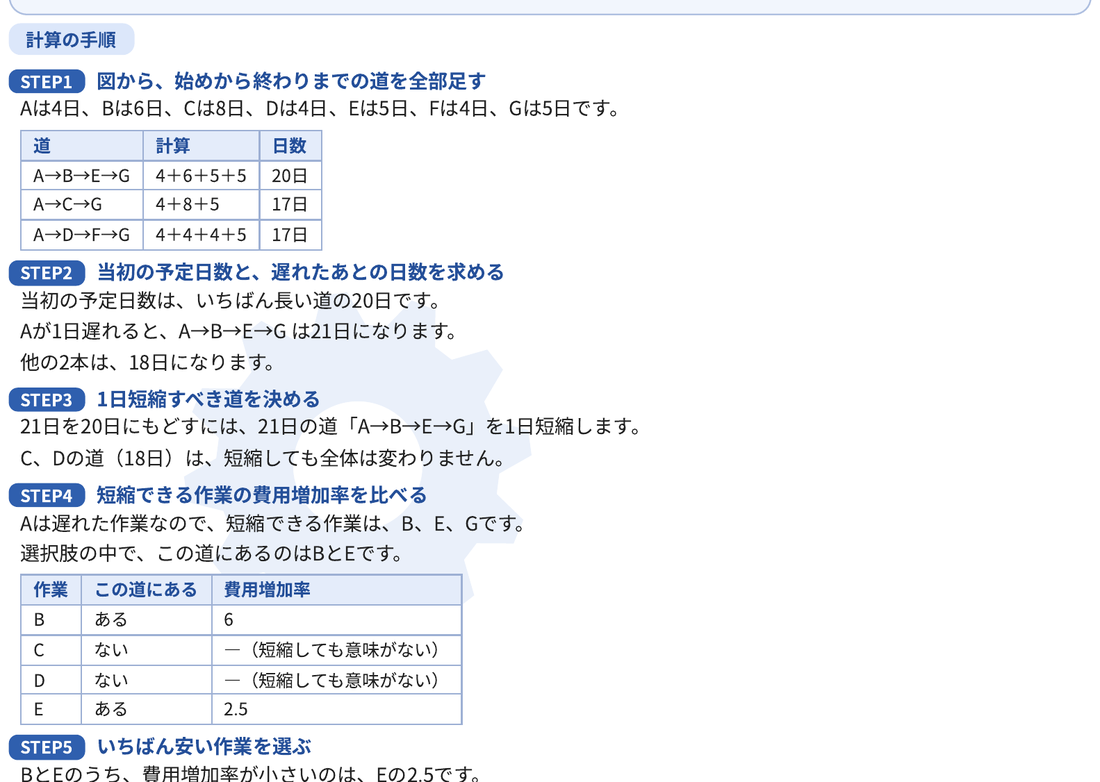 計算の手順
STEP1 図から、始めから終わりまでの道を全部足す
Aは4日、Bは6日、Cは8日、Dは4日、Eは5日、Fは4日、Gは5日です。
道 計算 日数
A→B→E→G 4＋6＋5＋5 20日
A→C→G 4＋8＋5 17日
A→D→F→G 4＋4＋4＋5 17日
STEP2 当初の予定日数と、遅れたあとの日数を求める
当初の予定日数は、いちばん長い道の20日です。
Aが1日遅れると、A→B→E→G は21日になります。
他の2本は、18日になります。
STEP3 1日短縮すべき道を決める
21日を20日にもどすには、21日の道「A→B→E→G」を1日短縮します。
C、Dの道（18日）は、短縮しても全体は変わりません。
STEP4 短縮できる作業の費用増加率を比べる
Aは遅れた作業なので、短縮できる作業は、B、E、Gです。
選択肢の中で、この道にあるのはBとEです。
作業 この道にある 費用増加率
B ある 6
C ない ―（短縮しても意味がない）
D ない ―（短縮しても意味がない）
E ある 2.5
STEP5 いちばん安い作業を選ぶ
BとEのうち、費用増加率が小さいのは、Eの2.5です。